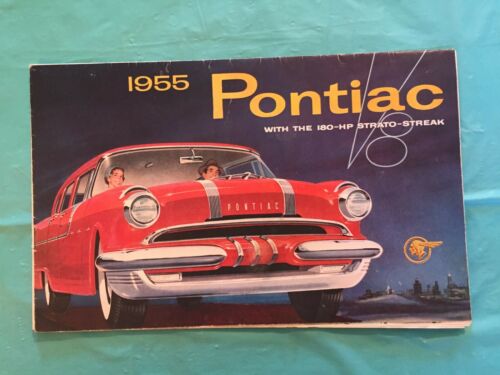 1955 Pontiac
WITH THE 180-HP STRATO-STREAK V8
PONTIAC